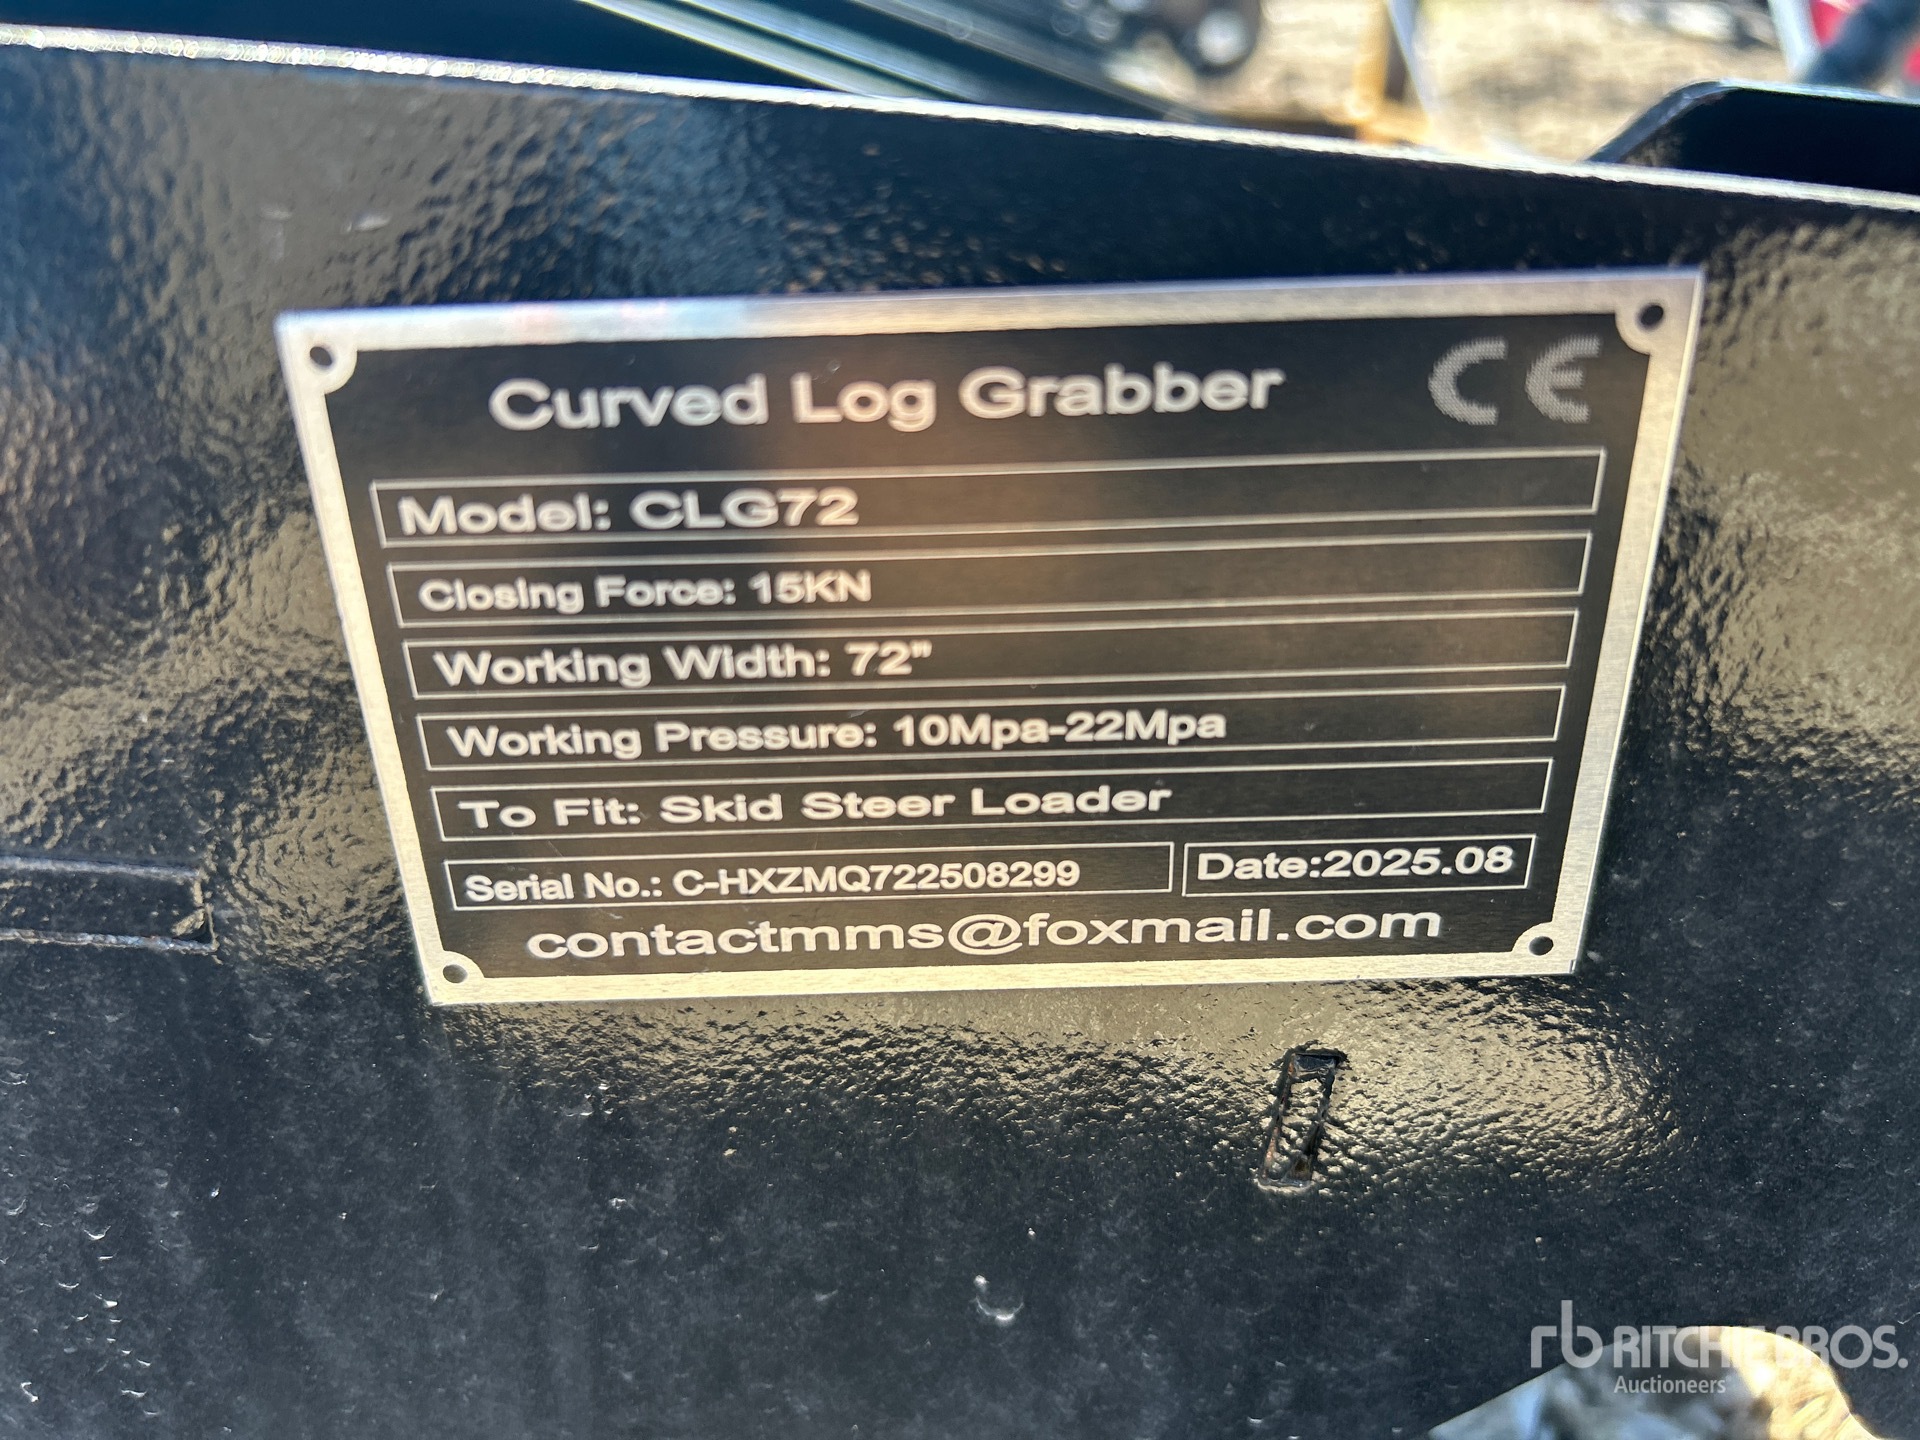 Curved Log Grabber CE
Model: CLG72
Closing Force: 15KN
Working Width: 72"
Working Pressure: 10Mpa-22Mpa
To Fit: Skid Steer Loader
Serial No.: C-HXZMQ722508299 Date:2025.08
contactmms@foxmail.com
rb RITCHIE BROS.
Auctioneers